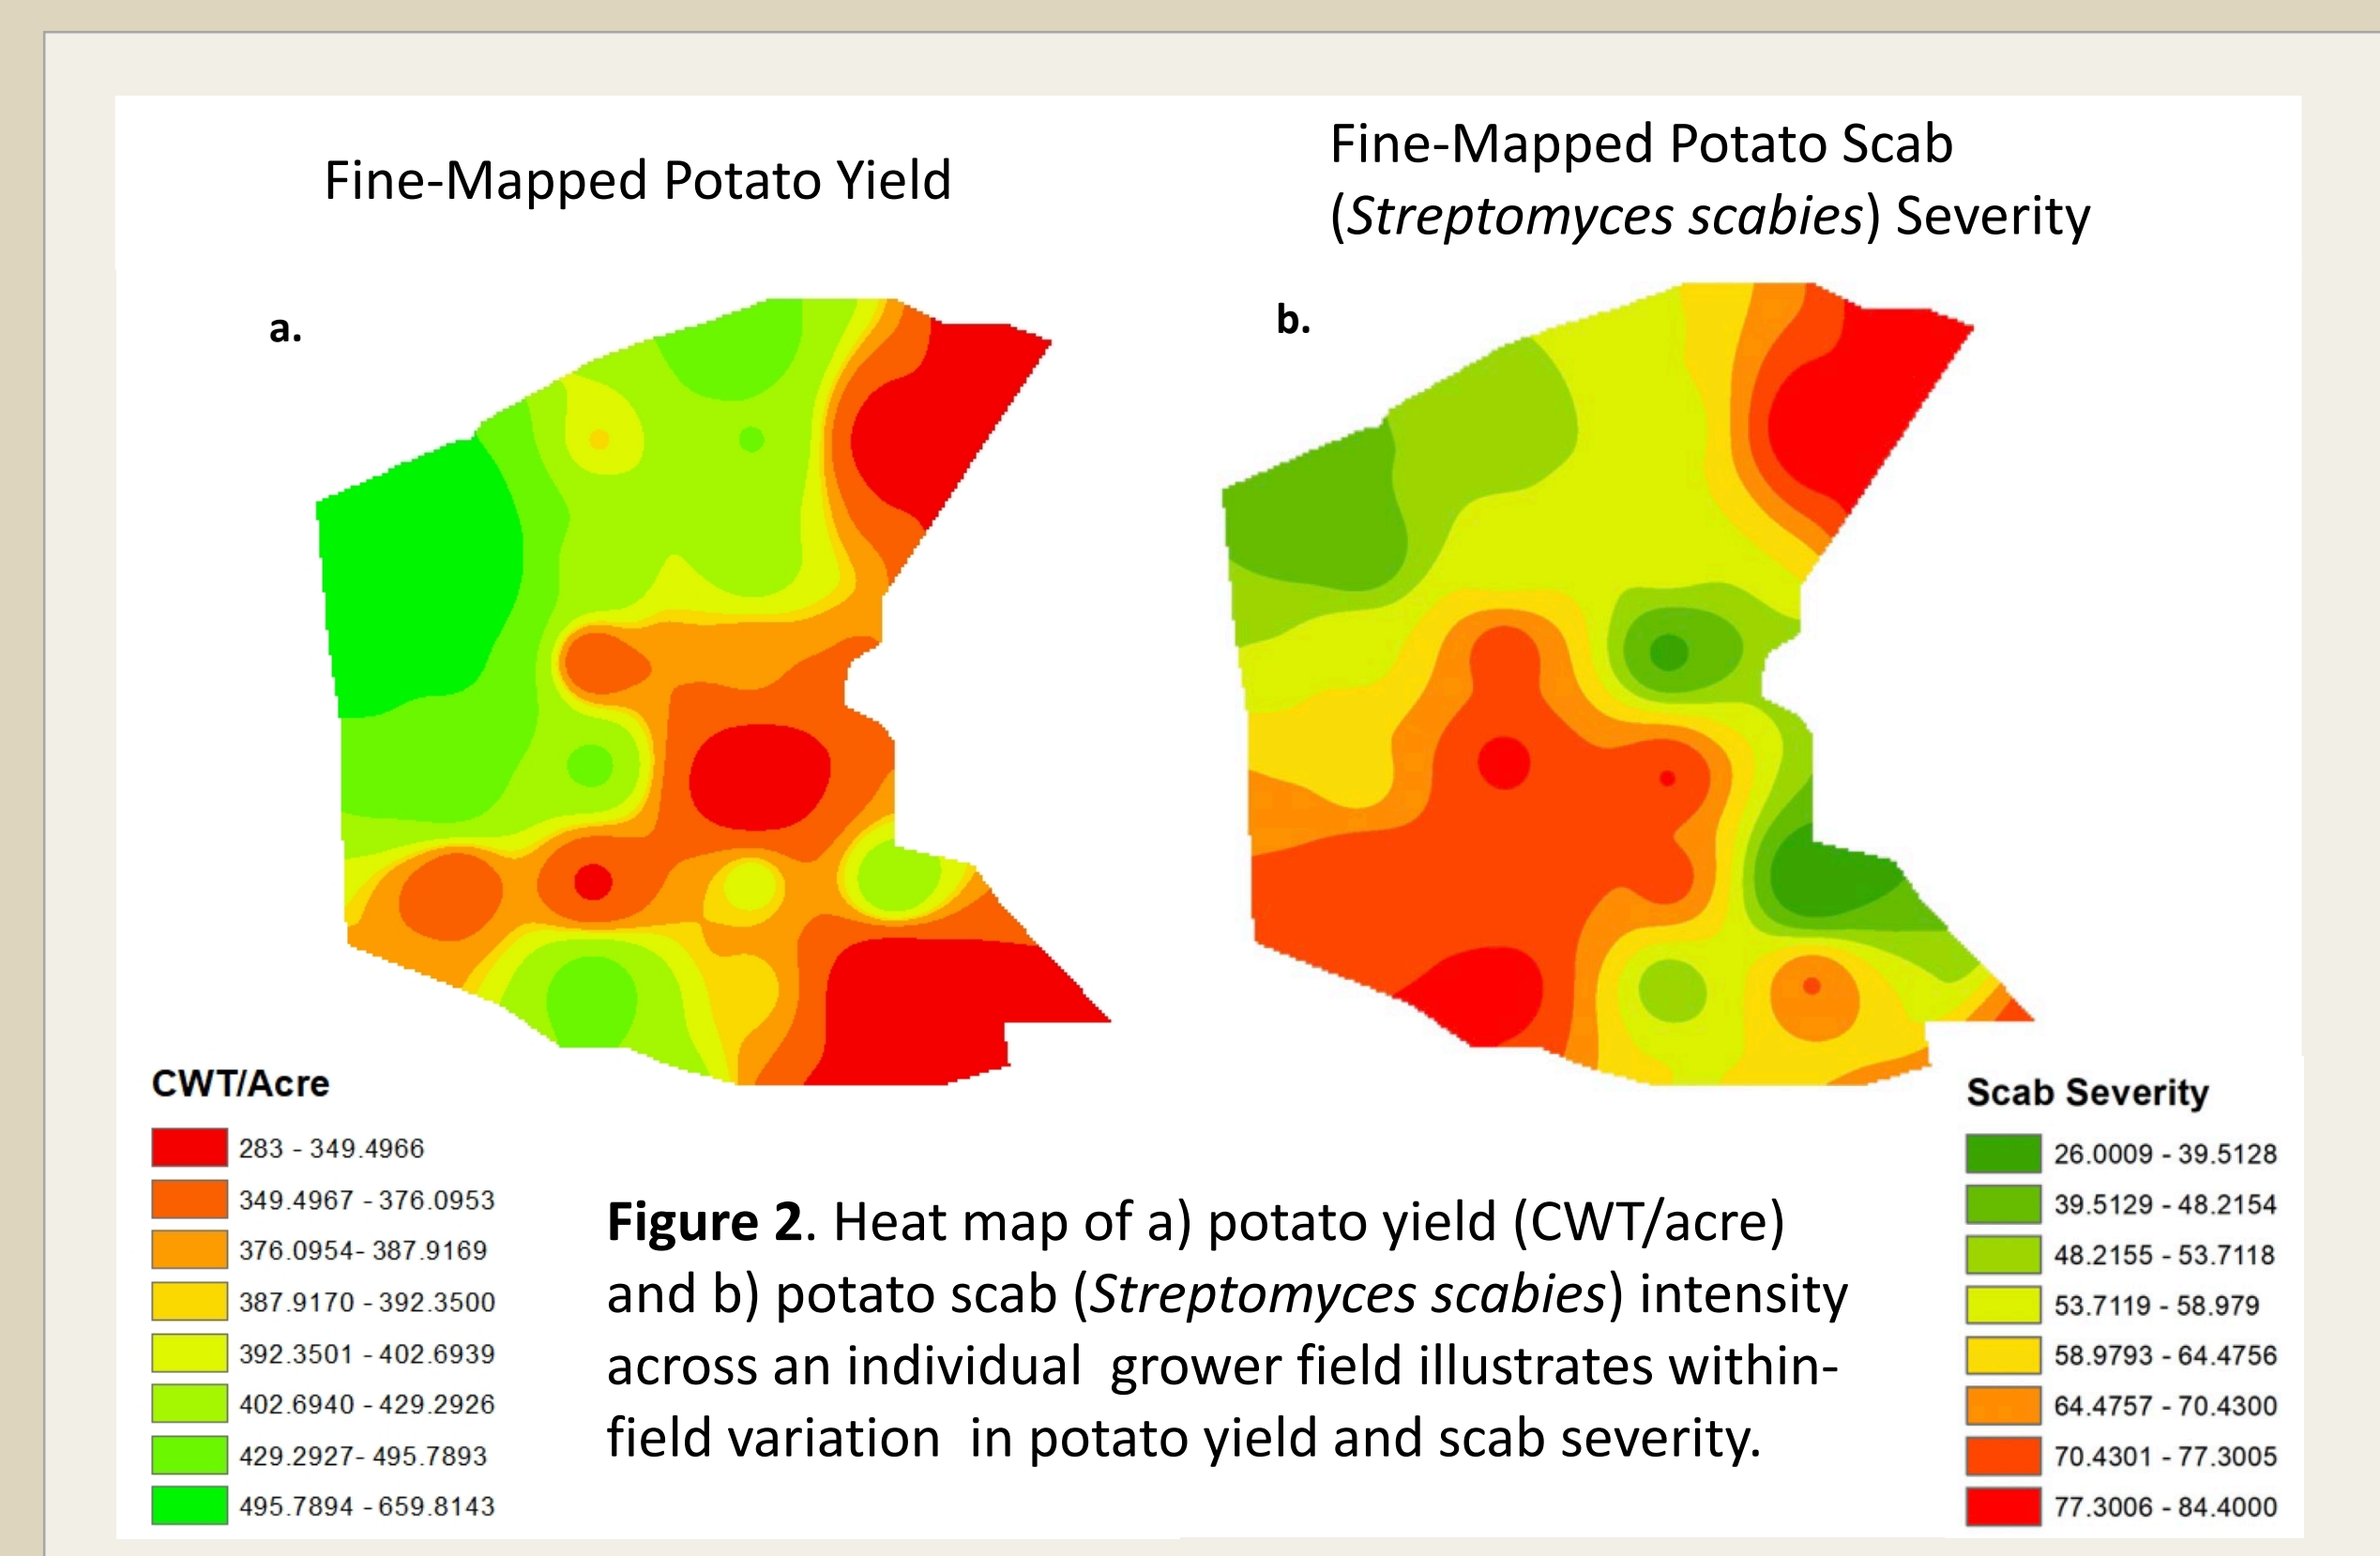 Fine-Mapped Potato Yield
Fine-Mapped Potato Scab
(Streptomyces scabies) Severity
a.
b.
CWT/Acre
283 - 349.4966
349.4967 - 376.0953
376.0954- 387.9169
387.9170 - 392.3500
392.3501 - 402.6939
402.6940 - 429.2926
429.2927- 495.7893
495.7894 - 659.8143
Scab Severity
26.0009 - 39.5128
39.5129 - 48.2154
48.2155 - 53.7118
53.7119 - 58.979
58.9793 - 64.4756
64.4757 - 70.4300
70.4301 - 77.3005
77.3006 - 84.4000
Figure 2. Heat map of a) potato yield (CWT/acre)
and b) potato scab (Streptomyces scabies) intensity
across an individual  grower field illustrates within-
field variation  in potato yield and scab severity.